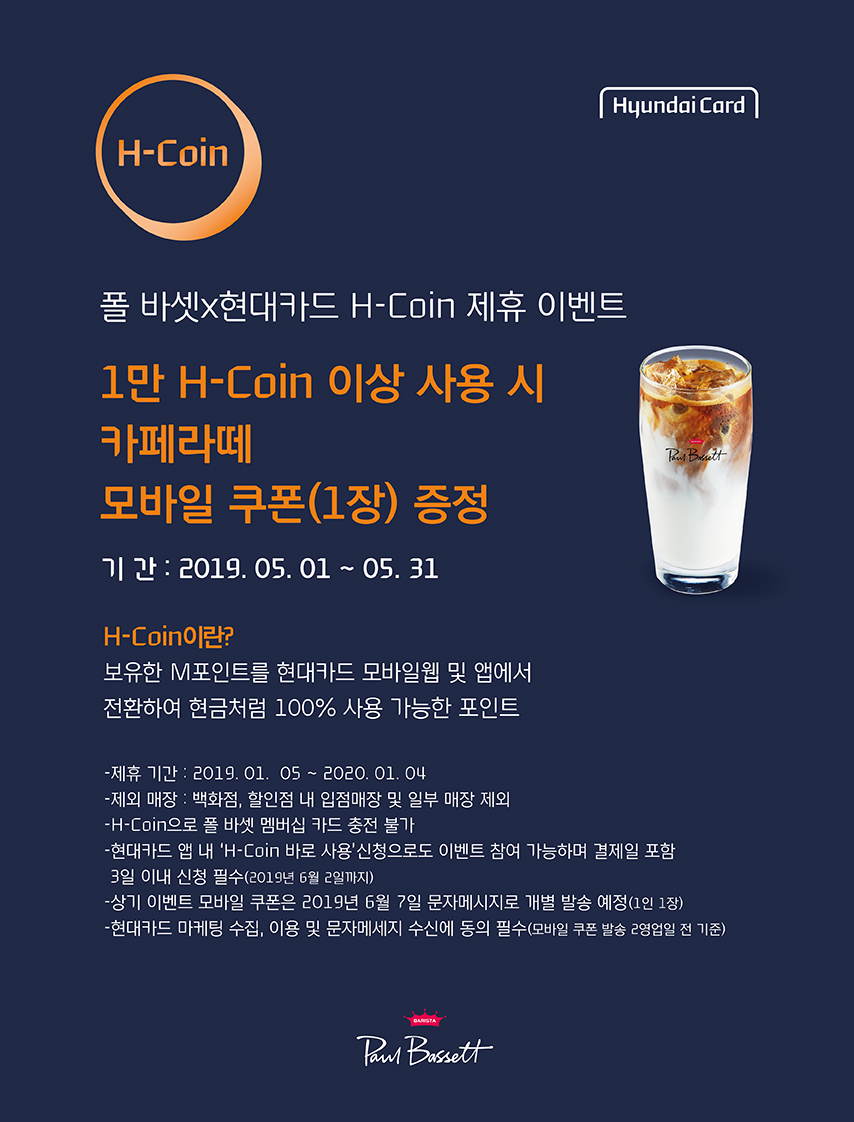 H-Coin
Hyundai Card
폴 바셋x현대카드 H-Coin 제휴 이벤트
1만 H-Coin 이상 사용 시
카페라떼
모바일 쿠폰(1장) 증정
기 간 : 2019. 05. 01 ~ 05. 31
BARISTA
Paul Bassett
H-Coin이란?
보유한 M포인트를 현대카드 모바일웹 및 앱에서
전환하여 현금처럼 100% 사용 가능한 포인트
-제휴 기간 : 2019. 01. 05 ~ 2020. 01. 04
-제외 매장 : 백화점, 할인점 내 입점매장 및 일부 매장 제외
-H-Coin으로 폴 바셋 멤버십 카드 충전 불가
-현대카드 앱 내 'H-Coin 바로 사용'신청으로도 이벤트 참여 가능하며 결제일 포함
3일 이내 신청 필수(2019년 6월 2일까지)
-상기 이벤트 모바일 쿠폰은 2019년 6월 7일 문자메시지로 개별 발송 예정(1인 1장)
-현대카드 마케팅 수집, 이용 및 문자메세지 수신에 동의 필수(모바일 쿠폰 발송 2영업일 전 기준)
BARISTA
Paul Bassett